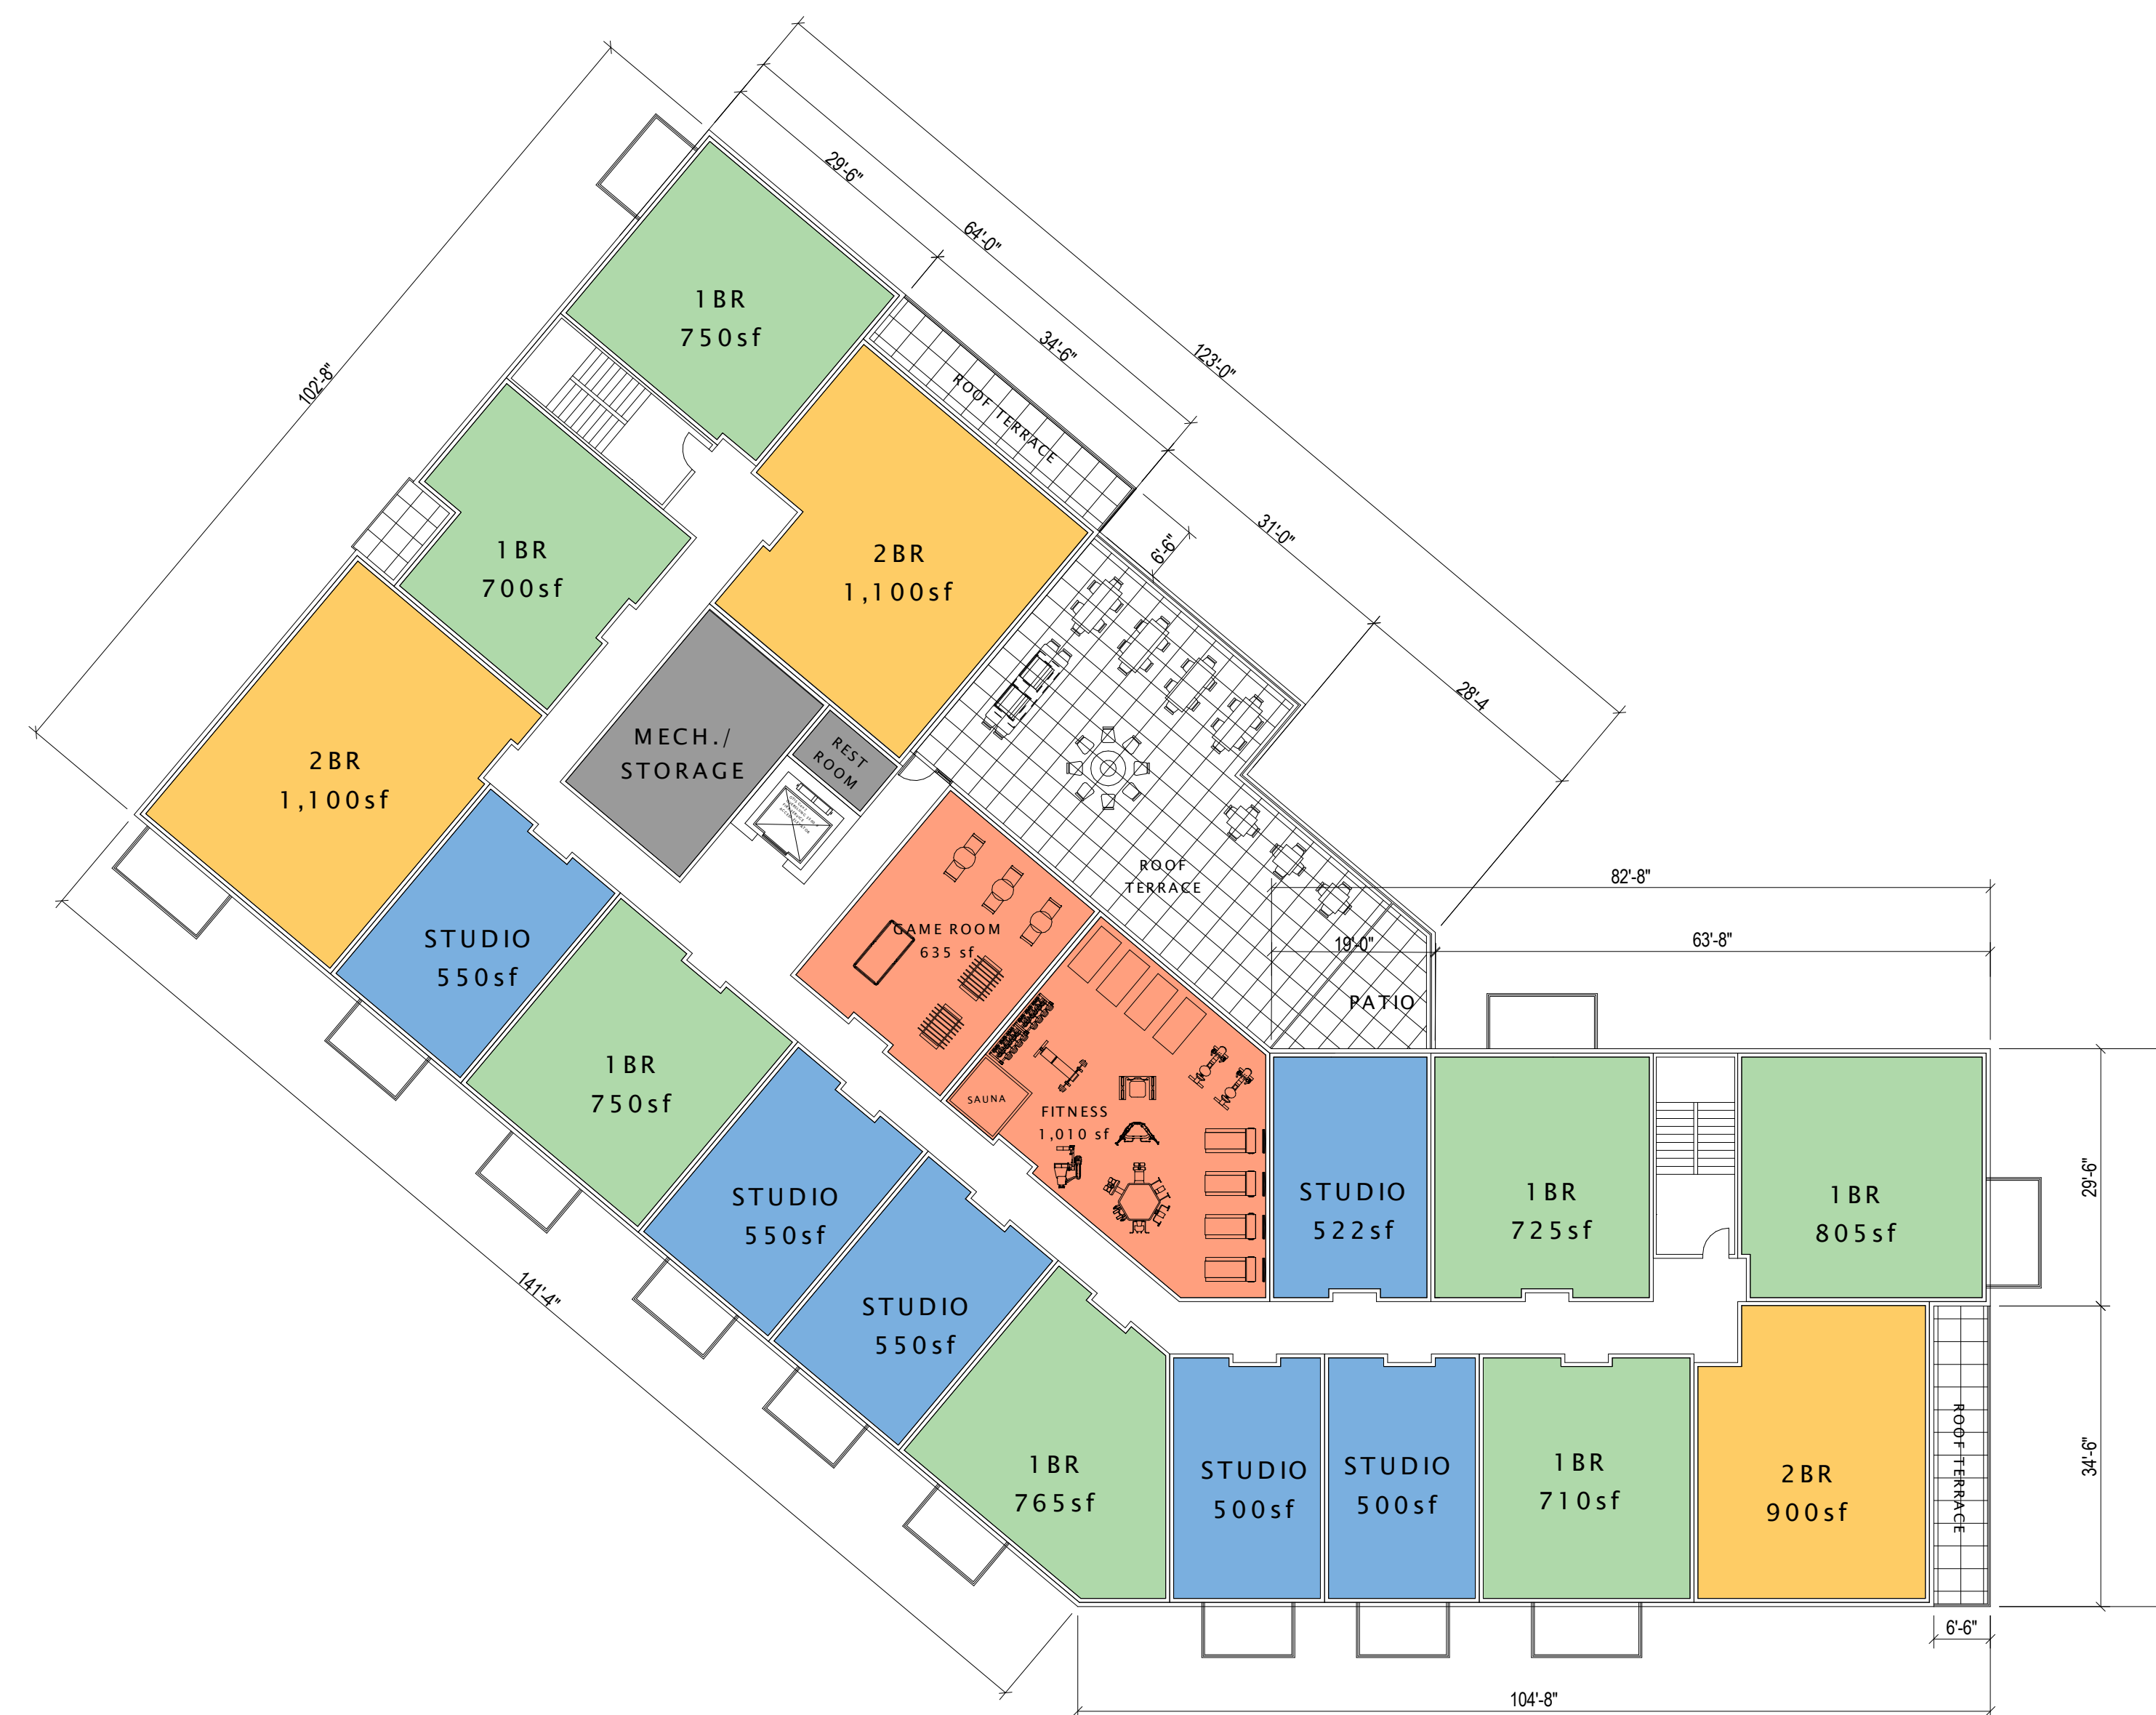 29'-6"
64'-0"
123'-0"
34'-6"
102'-8"
1BR
750sf
ROOF TERRACE
31'-0"
6'-6"
28'-4
1BR
700sf
2BR
1,100sf
MECH./
STORAGE
REST
ROOM
2BR
1,100sf
ROOF
TERRACE
82'-8"
19'-0"
63'-8"
PATIO
GAME ROOM
635 sf
STUDIO
550sf
1BR
750sf
SAUNA
FITNESS
1,010 sf
STUDIO
522sf
1BR
725sf
1BR
805sf
29'-6"
STUDIO
550sf
STUDIO
550sf
141'-4"
1BR
765sf
STUDIO
500sf
STUDIO
500sf
1BR
710sf
2BR
900sf
ROOF TERRACE
34'-6"
6'-6"
104'-8"